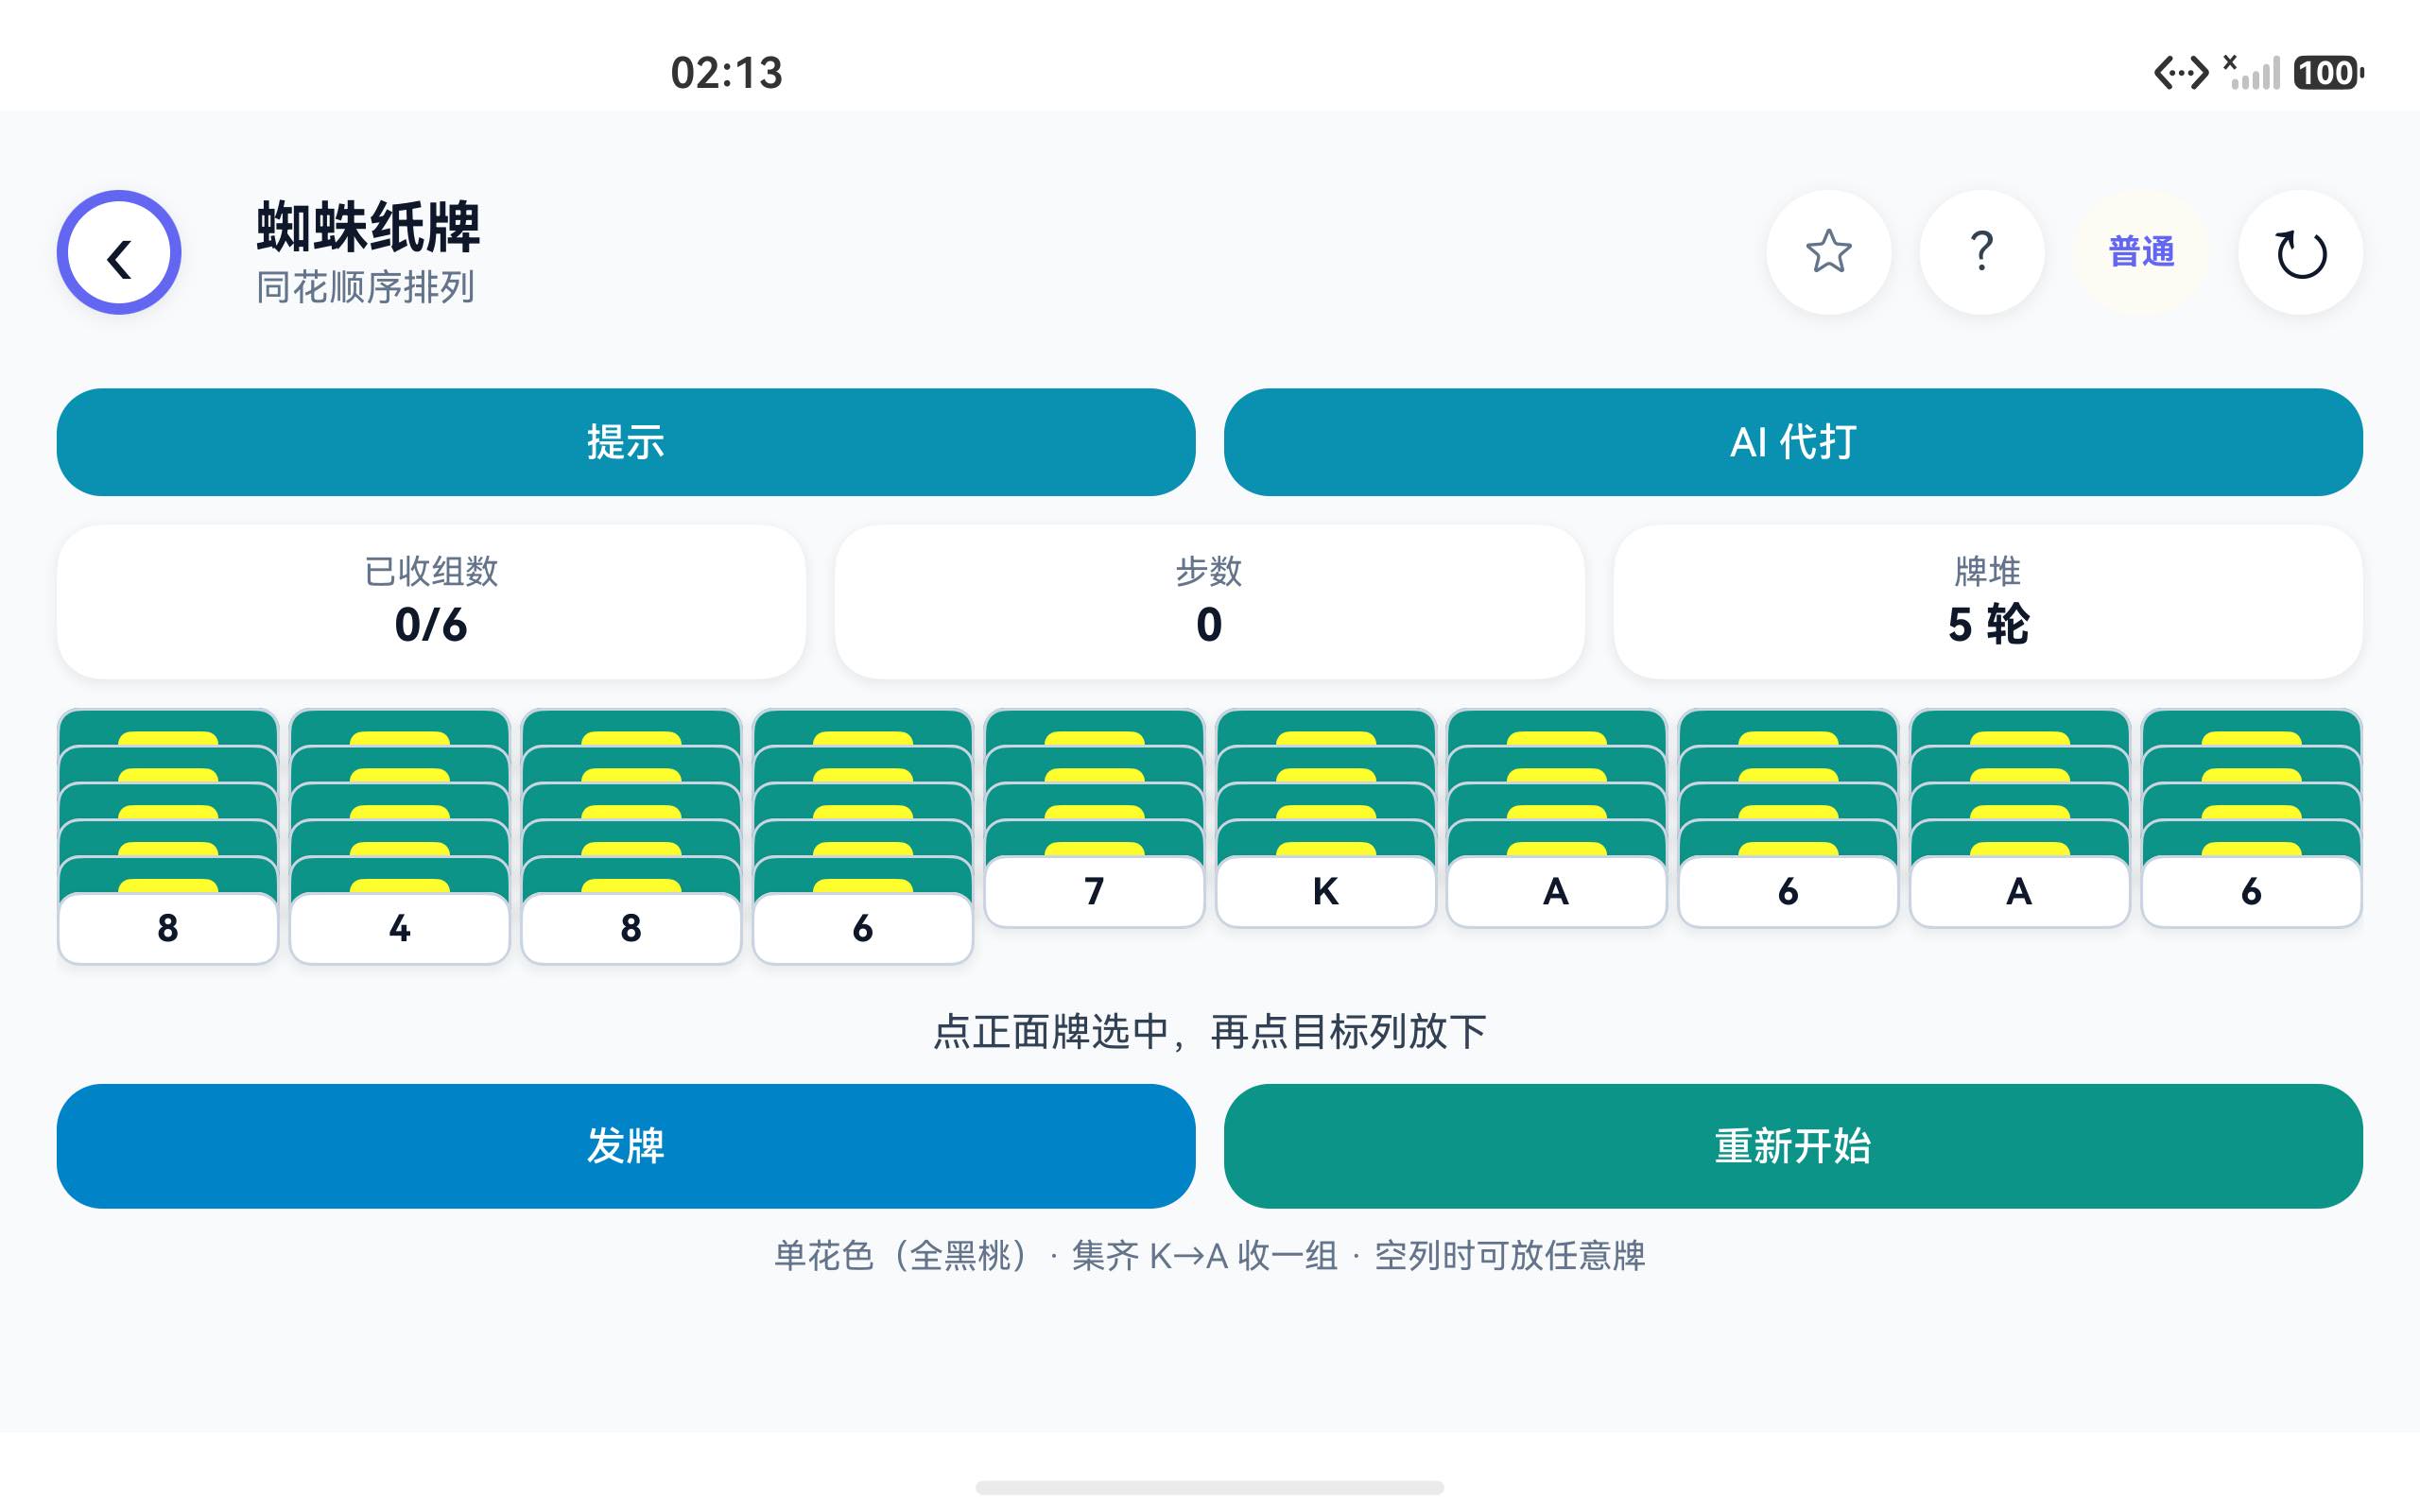 02:13
100
蜘蛛纸牌
同花顺序排列
?
普通
提示
AI 代打
已收组数
0/6
步数
0
牌堆
5 轮
7
K
A
6
A
6
8
4
8
6
点正面牌选中，再点目标列放下
发牌
重新开始
单花色（全黑桃）· 集齐 K→A 收一组 · 空列时可放任意牌